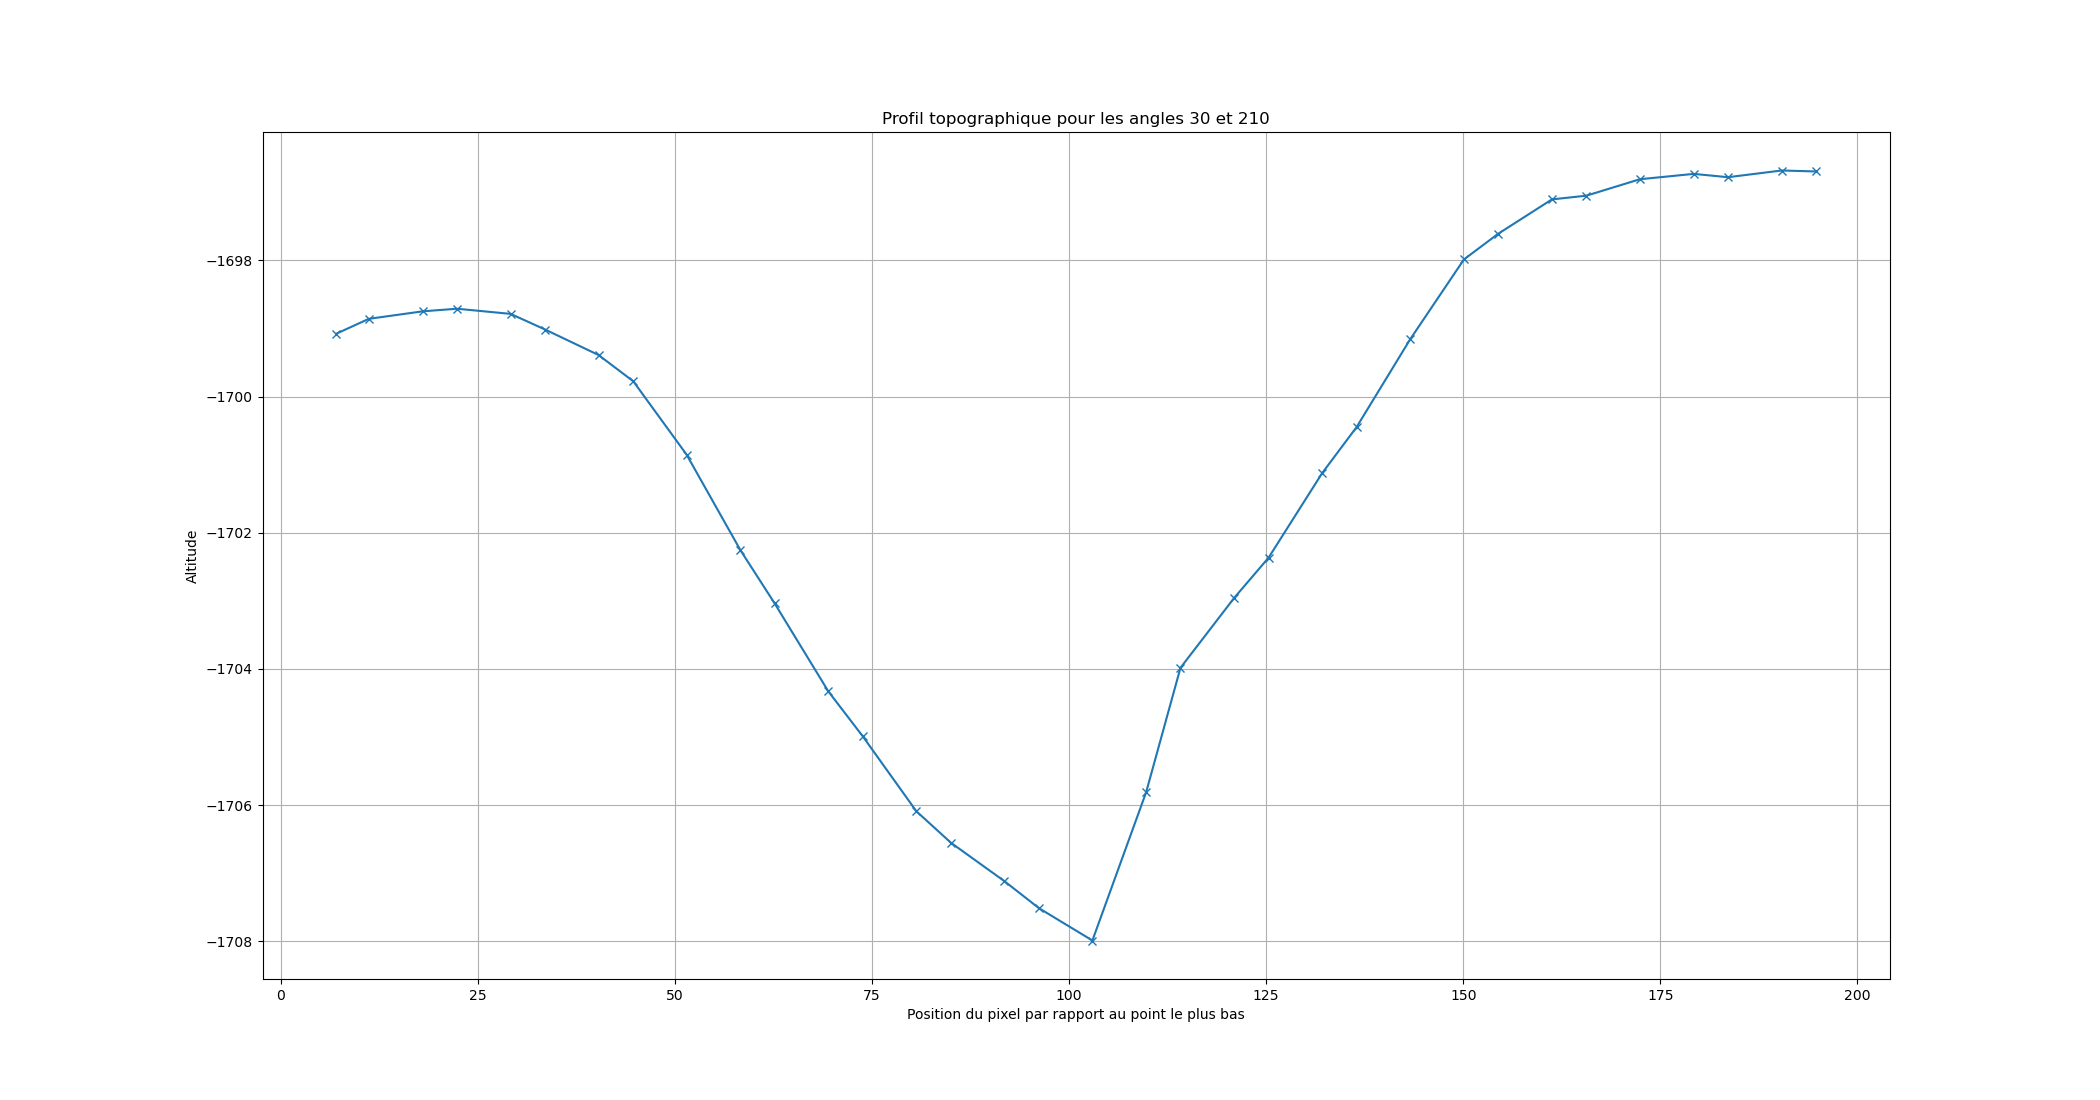 Profil topographique pour les angles 30 et 210
Altitude
−1698
−1700
−1702
−1704
−1706
−1708
0 25 50 75 100 125 150 175 200
Position du pixel par rapport au point le plus bas